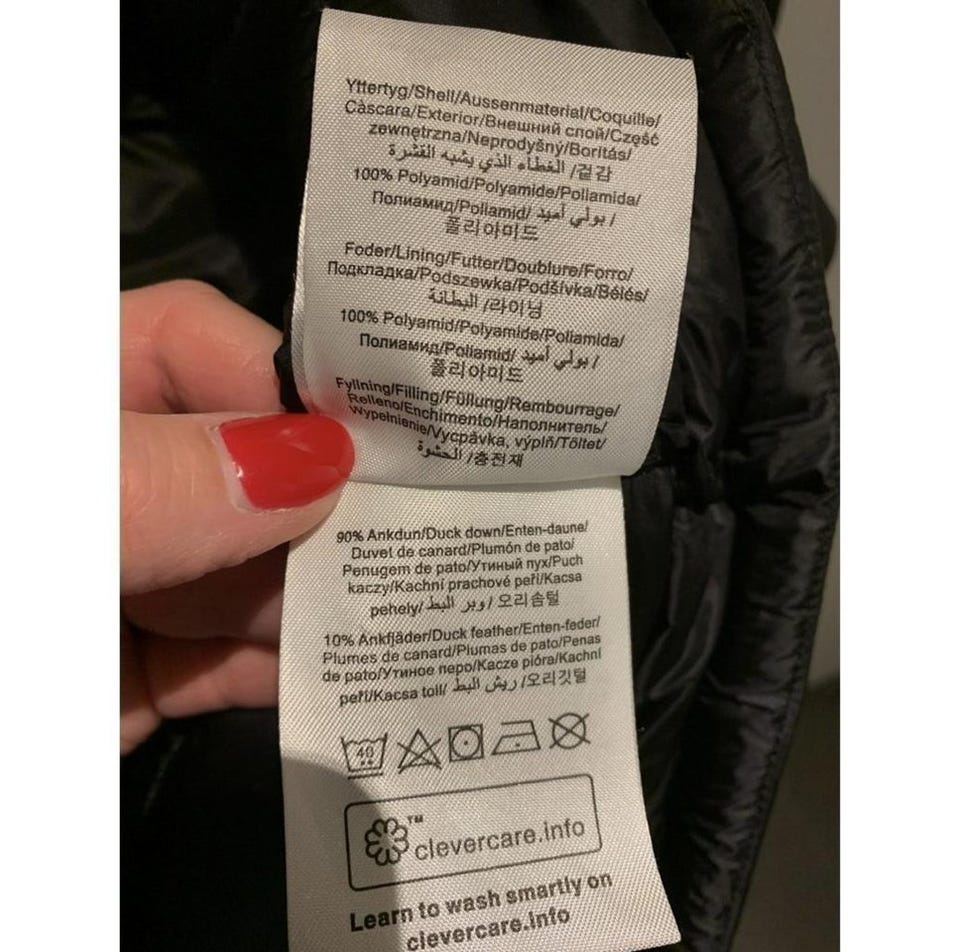 Yttertyg/Shell/Aussenmaterial/Coquille/
Càscara/Exterior/Внешний слой/Część
zewnętrzna/Neprodyšný/Borítás/
الغطاء الذي يشبه القشرة /겉감
100% Polyamid/Polyamide/Poliamida/
Полиамид/Poliamid/ بولي أميد /
폴리아미드
Foder/Lining/Futter/Doublure/Forro/
Подкладка/Podszewka/Podšívka/Bélés/
البطانة /라이닝
100% Polyamid/Polyamide/Poliamida/
Полиамид/Poliamid/ بولي أميد /
폴리아미드
Fyllning/Filling/Füllung/Rembourrage/
Relleno/Enchimento/Наполнитель/
Wypełnienie/Vycpávka, výplň/Töltet/
الحشوة /충전재
90% Ankdun/Duck down/Enten-daune/
Duvet de canard/Plumón de pato/
Penugem de pato/Утиный пух/Puch
kaczy/Kachní prachové peří/Kacsa
pehely/ وبر البط / 오리솜털
10% Ankfjäder/Duck feather/Enten-feder/
Plumes de canard/Plumas de pato/Penas
de pato/Утиное перо/Kacze pióra/Kachní
peří/Kacsa toll/ ريش البط /오리깃털
40
™
clevercare.info
Learn to wash smartly on
clevercare.info